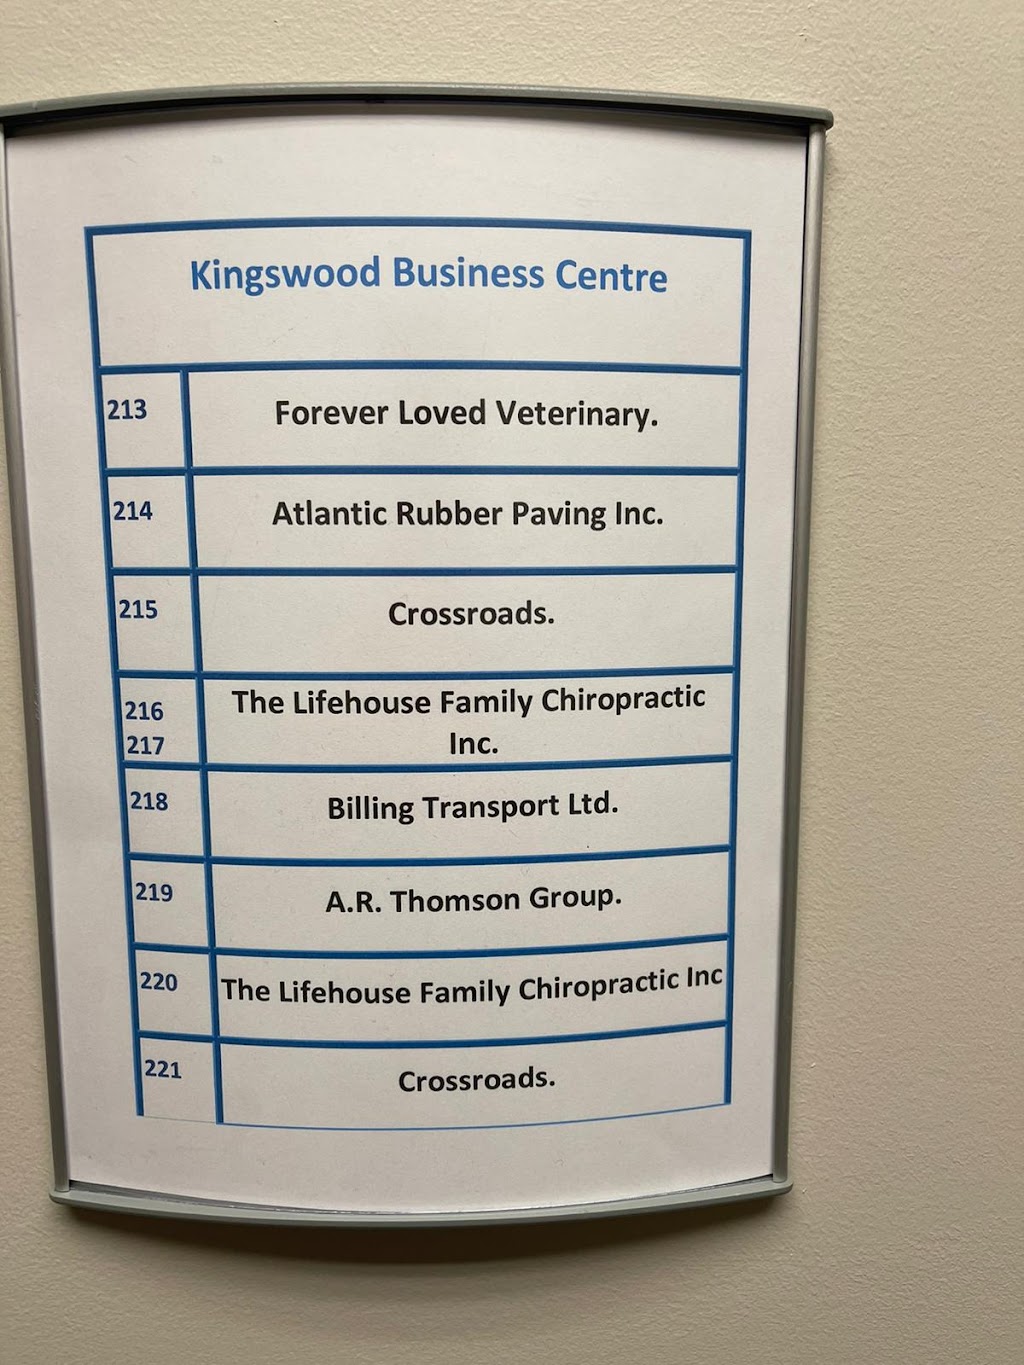 Kingswood Business Centre
213 Forever Loved Veterinary.
214 Atlantic Rubber Paving Inc.
215 Crossroads.
216 The Lifehouse Family Chiropractic
217 Inc.
218 Billing Transport Ltd.
219 A.R. Thomson Group.
220 The Lifehouse Family Chiropractic Inc
221 Crossroads.